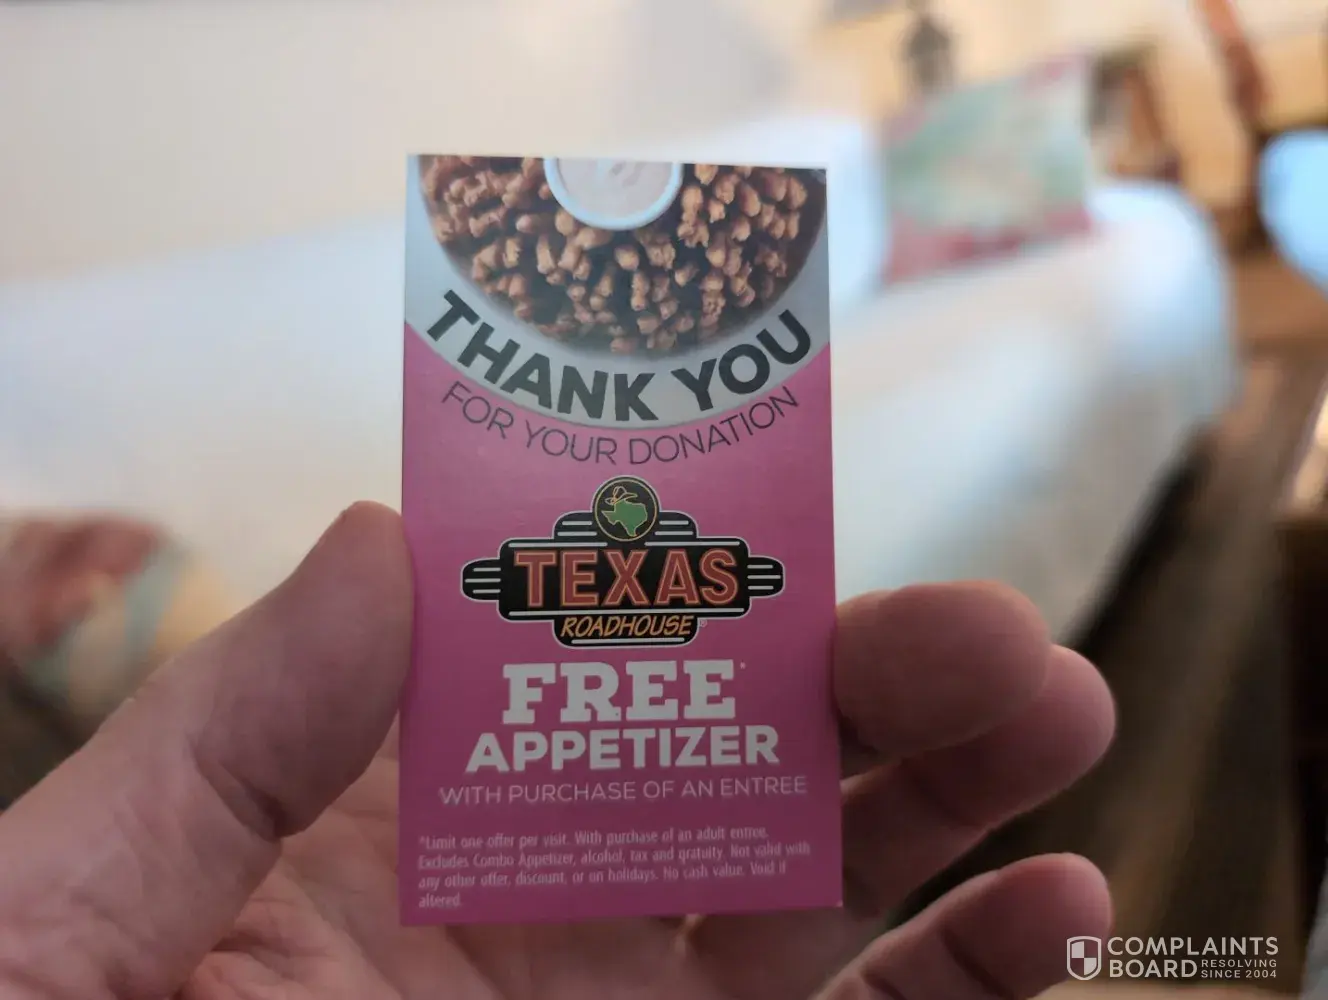 THANK YOU
FOR YOUR DONATION
TEXAS
ROADHOUSE®
FREE*
APPETIZER
WITH PURCHASE OF AN ENTREE
*Limit one offer per visit. With purchase of an adult entree.
Excludes Combo Appetizer, alcohol, tax and gratuity. Not valid with
any other offer, discount, or on holidays. No cash value. Void if
altered.
COMPLAINTS
BOARD RESOLVING
SINCE 2004